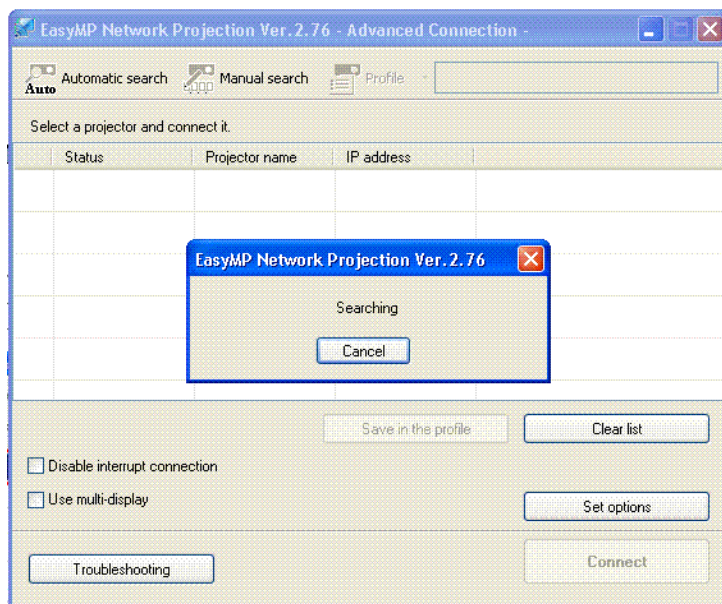 EasyMP Network Projection Ver.2.76 - Advanced Connection -
Auto Automatic search Manual search Profile
Select a projector and connect it.
Status Projector name IP address
EasyMP Network Projection Ver.2.76
Searching
Cancel
Save in the profile Clear list
Disable interrupt connection
Use multi-display
Set options
Troubleshooting Connect